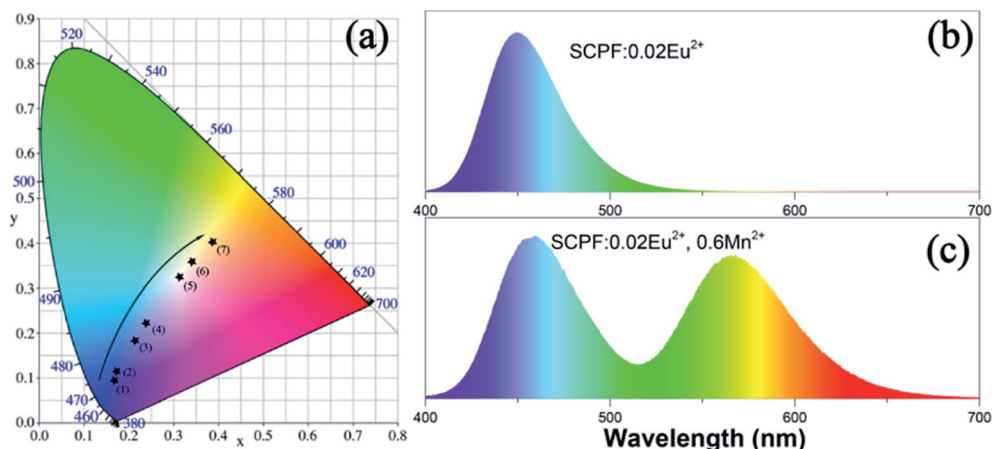 (a)
0.9
0.8
0.7
0.6
0.5
0.4
0.3
0.2
0.1
0.0
y
0.0 0.1 0.2 0.3 0.4 0.5 0.6 0.7 0.8
x
520
540
560
580
600
620
700
500
490
480
470
460
380
(7)
(6)
(5)
(4)
(3)
(2)
(1)
(b)
SCPF:0.02Eu²⁺
400 500 600 700
(c)
SCPF:0.02Eu²⁺, 0.6Mn²⁺
400 500 600 700
Wavelength (nm)